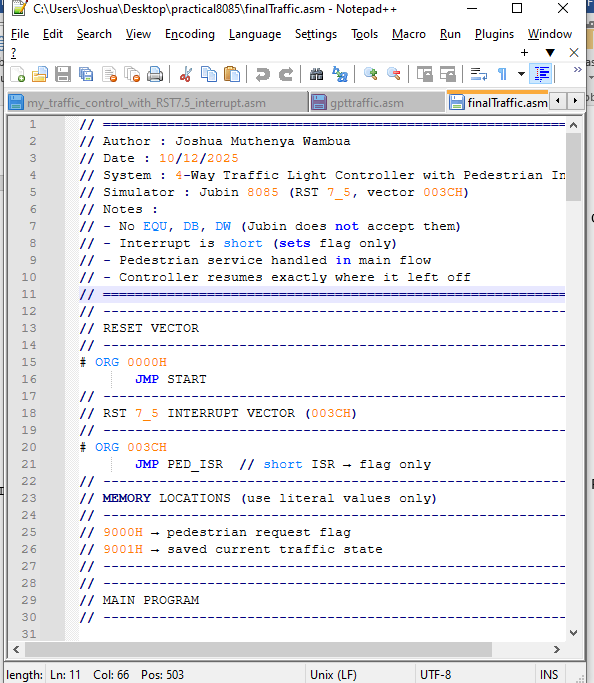 C:\Users\Joshua\Desktop\practical8085\finalTraffic.asm - Notepad++
File Edit Search View Encoding Language Settings Tools Macro Run Plugins Window
? + ▼ X
my_traffic_control_with_RST7.5_interrupt.asm gpttraffic.asm finalTraffic.asm
1 // ======================================================
2 // Author : Joshua Muthenya Wambua
3 // Date : 10/12/2025
4 // System : 4-Way Traffic Light Controller with Pedestrian In
5 // Simulator : Jubin 8085 (RST 7_5, vector 003CH)
6 // Notes :
7 // - No EQU, DB, DW (Jubin does not accept them)
8 // - Interrupt is short (sets flag only)
9 // - Pedestrian service handled in main flow
10 // - Controller resumes exactly where it left off
11 // ======================================================
12 // ------------------------------------------------------
13 // RESET VECTOR
14 // ------------------------------------------------------
15 # ORG 0000H
16 JMP START
17 // ------------------------------------------------------
18 // RST 7_5 INTERRUPT VECTOR (003CH)
19 // ------------------------------------------------------
20 # ORG 003CH
21 JMP PED_ISR // short ISR → flag only
22 // ------------------------------------------------------
23 // MEMORY LOCATIONS (use literal values only)
24 // ------------------------------------------------------
25 // 9000H → pedestrian request flag
26 // 9001H → saved current traffic state
27 // ------------------------------------------------------
28 // ------------------------------------------------------
29 // MAIN PROGRAM
30 // ------------------------------------------------------
31
length: Ln: 11 Col: 66 Pos: 503 Unix (LF) UTF-8 INS